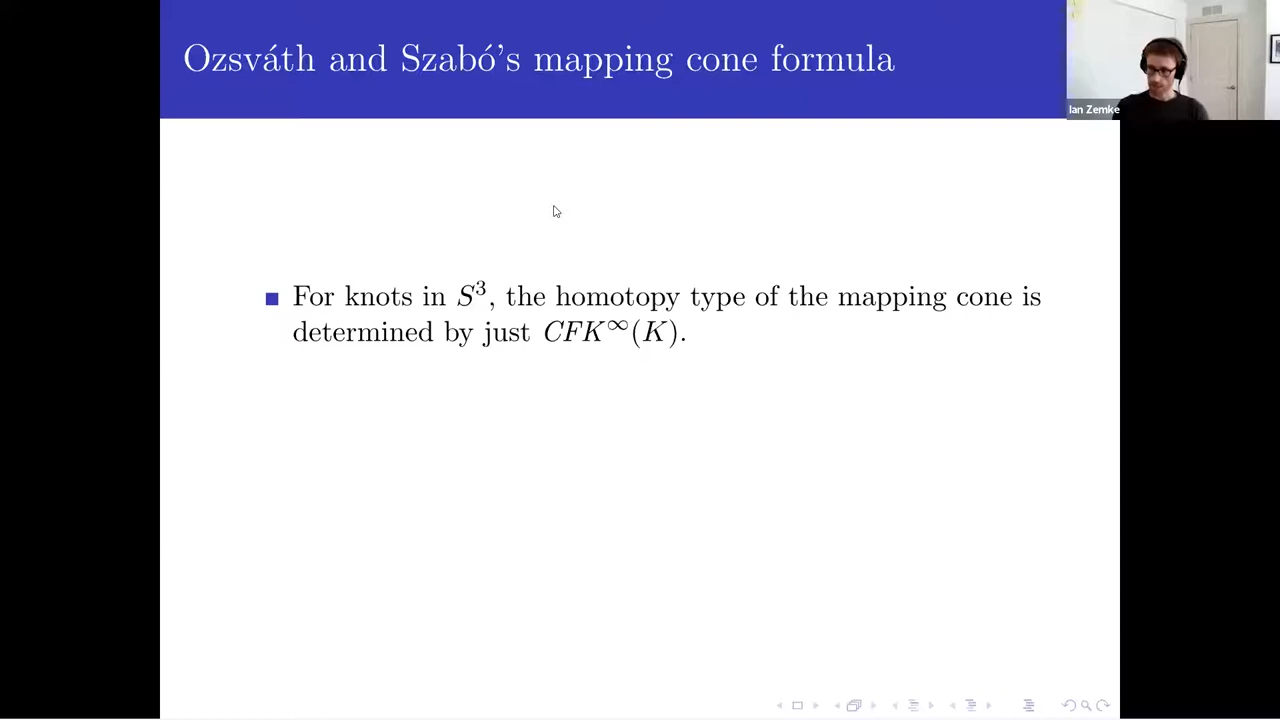 Ozsváth and Szabó's mapping cone formula
Ian Zemke
For knots in S³, the homotopy type of the mapping cone is
determined by just CFK^∞(K).